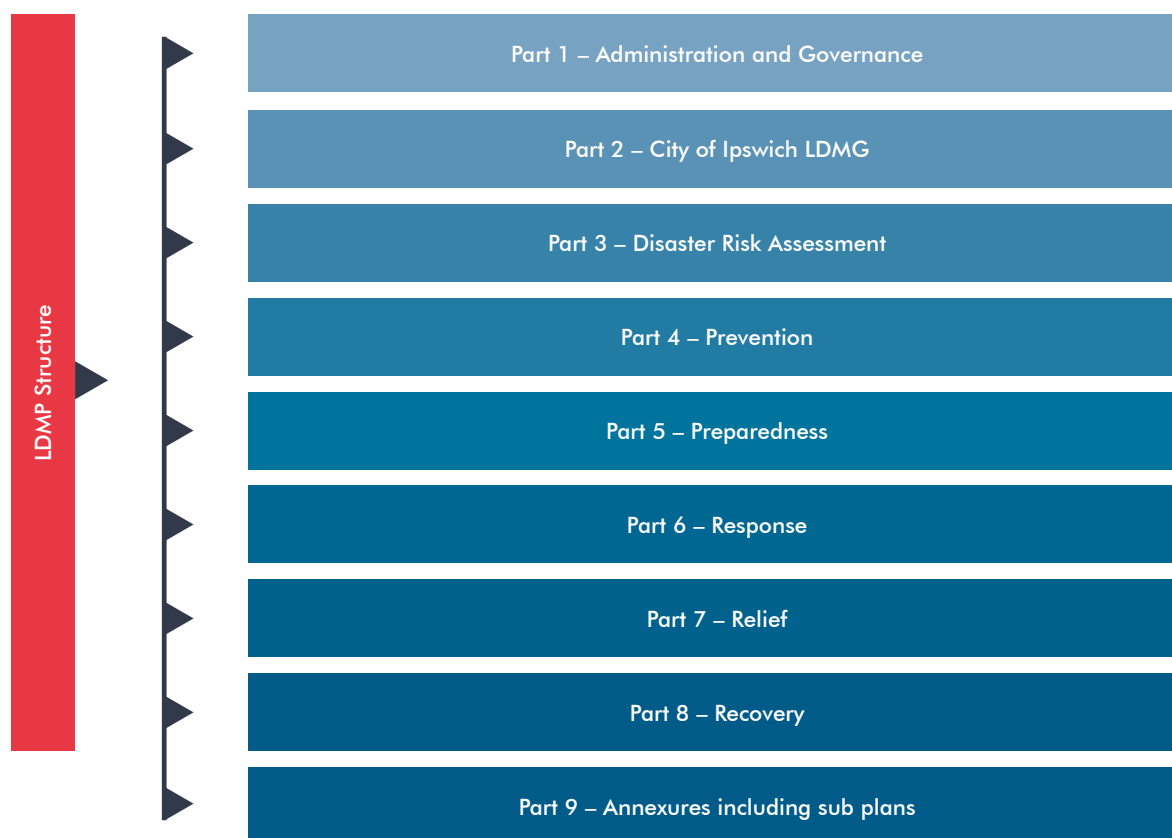 LDMP Structure
Part 1 – Administration and Governance
Part 2 – City of Ipswich LDMG
Part 3 – Disaster Risk Assessment
Part 4 – Prevention
Part 5 – Preparedness
Part 6 – Response
Part 7 – Relief
Part 8 – Recovery
Part 9 – Annexures including sub plans